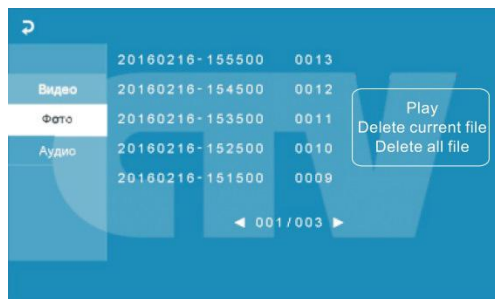 20160216-155500 0013
Видео
20160216-154500 0012
Фото
20160216-153500 0011
Аудио
20160216-152500 0010
20160216-151500 0009
Play
Delete current file
Delete all file
◀ 001/003 ▶
CTV